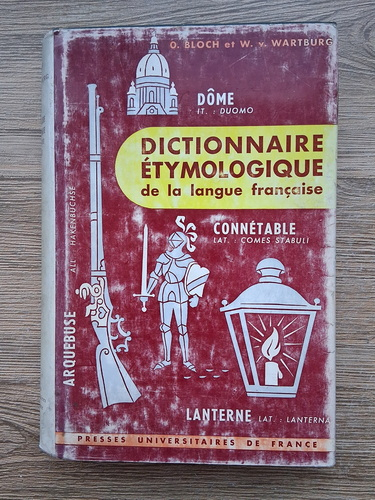 O. BLOCH et W. v. WARTBURG
DÔME
IT. : DUOMO
DICTIONNAIRE
ÉTYMOLOGIQUE
de la langue française
CONNÉTABLE
LAT. : COMES STABULI
ARQUEBUSE
ALL. : HAKENBÜCHSE
LANTERNE LAT. : LANTERNA
PRESSES UNIVERSITAIRES DE FRANCE